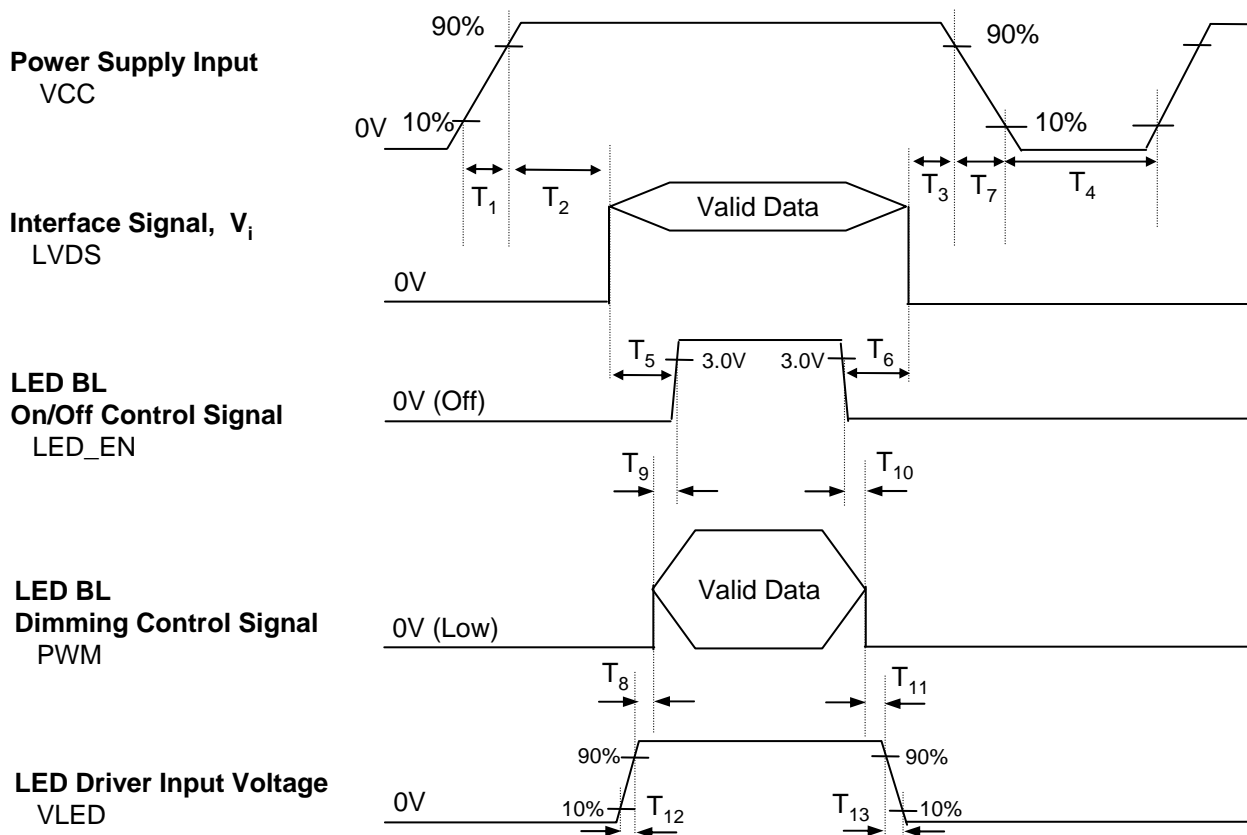 90%
90%
Power Supply Input
VCC
10%
10%
0V
T1
T2
T3
T7
T4
Valid Data
Interface Signal, Vi
LVDS
0V
T5
3.0V
3.0V
T6
LED BL
On/Off Control Signal
LED_EN
0V (Off)
T9
T10
LED BL
Dimming Control Signal
PWM
Valid Data
0V (Low)
T8
T11
90%
90%
LED Driver Input Voltage
VLED
0V
10%
T12
T13
10%